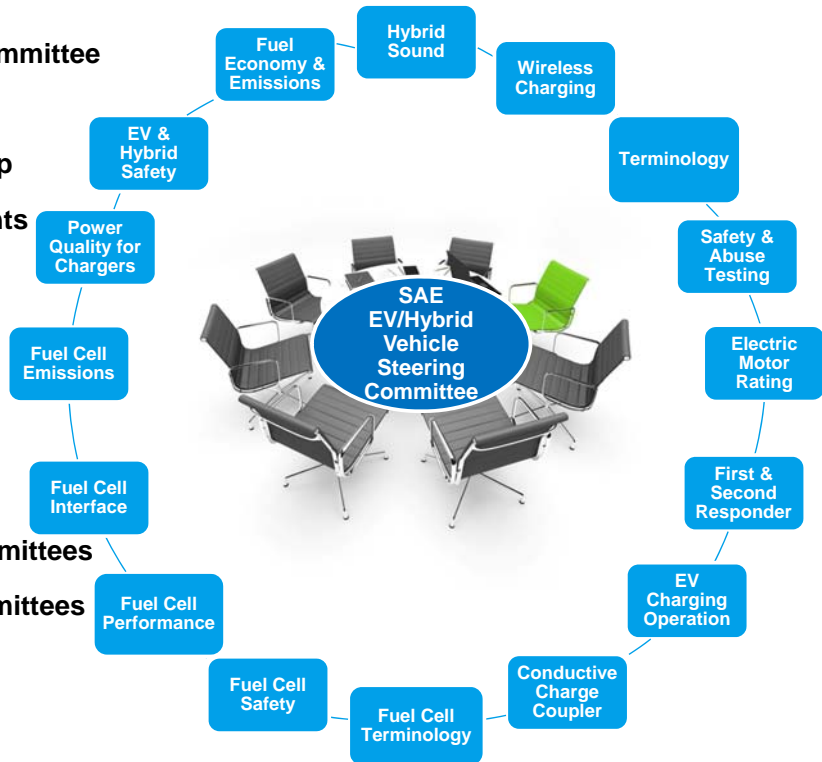 mmittee
p
nts
mittees
mittees
Hybrid
Sound
Wireless
Charging
Terminology
Safety &
Abuse
Testing
Electric
Motor
Rating
First &
Second
Responder
EV
Charging
Operation
Conductive
Charge
Coupler
Fuel Cell
Terminology
Fuel Cell
Safety
Fuel Cell
Performance
Fuel Cell
Interface
Fuel Cell
Emissions
Power
Quality for
Chargers
EV &
Hybrid
Safety
Fuel
Economy &
Emissions
SAE
EV/Hybrid
Vehicle
Steering
Committee